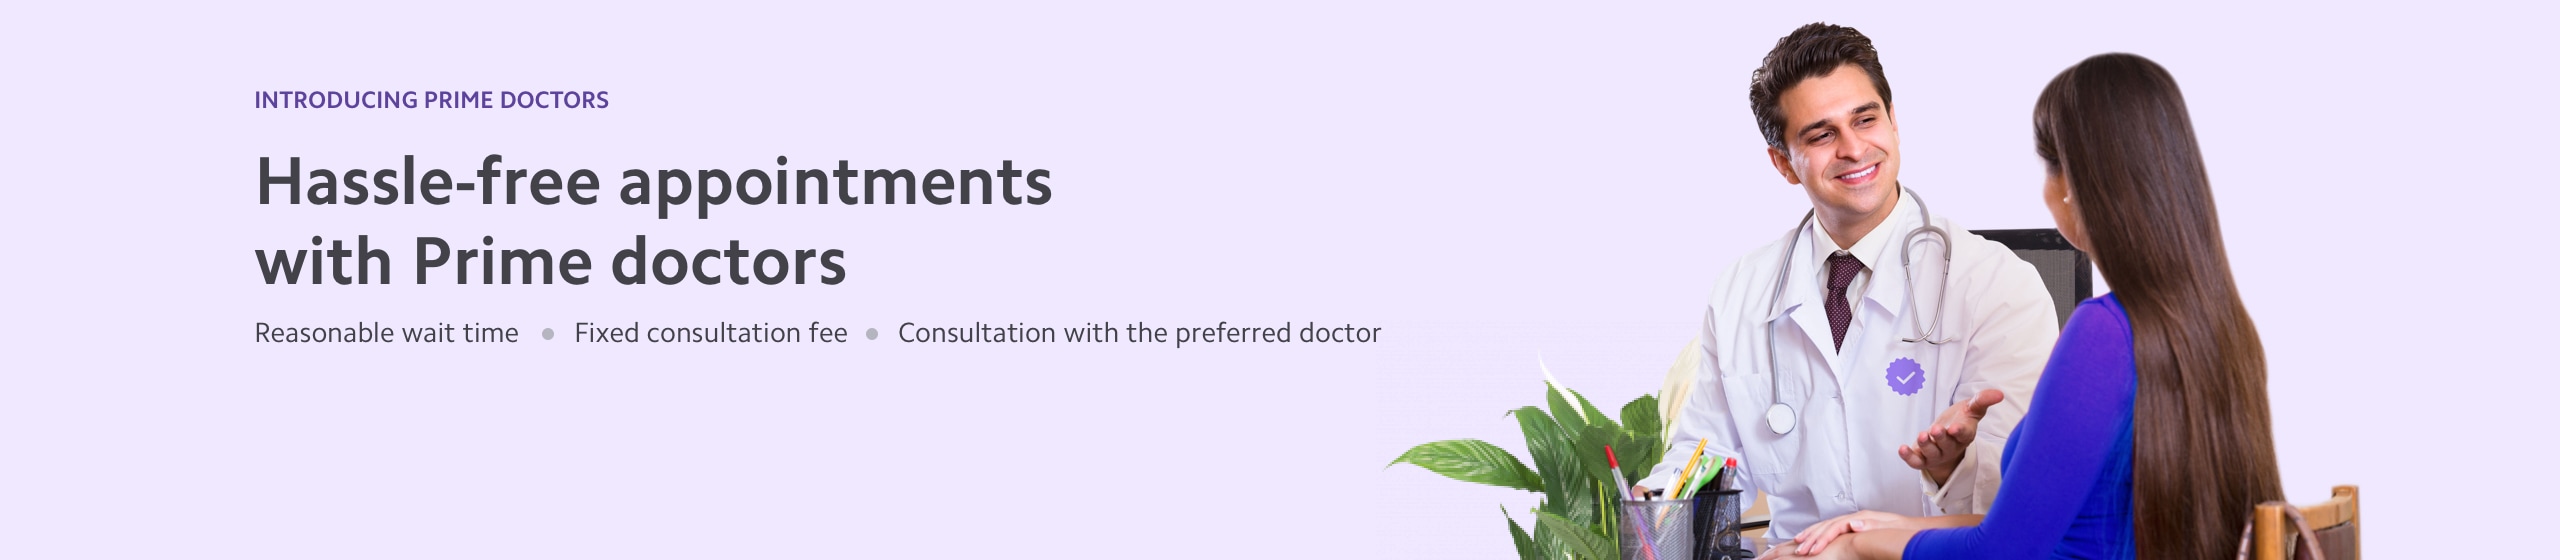 INTRODUCING PRIME DOCTORS
Hassle-free appointments
with Prime doctors
Reasonable wait time • Fixed consultation fee • Consultation with the preferred doctor